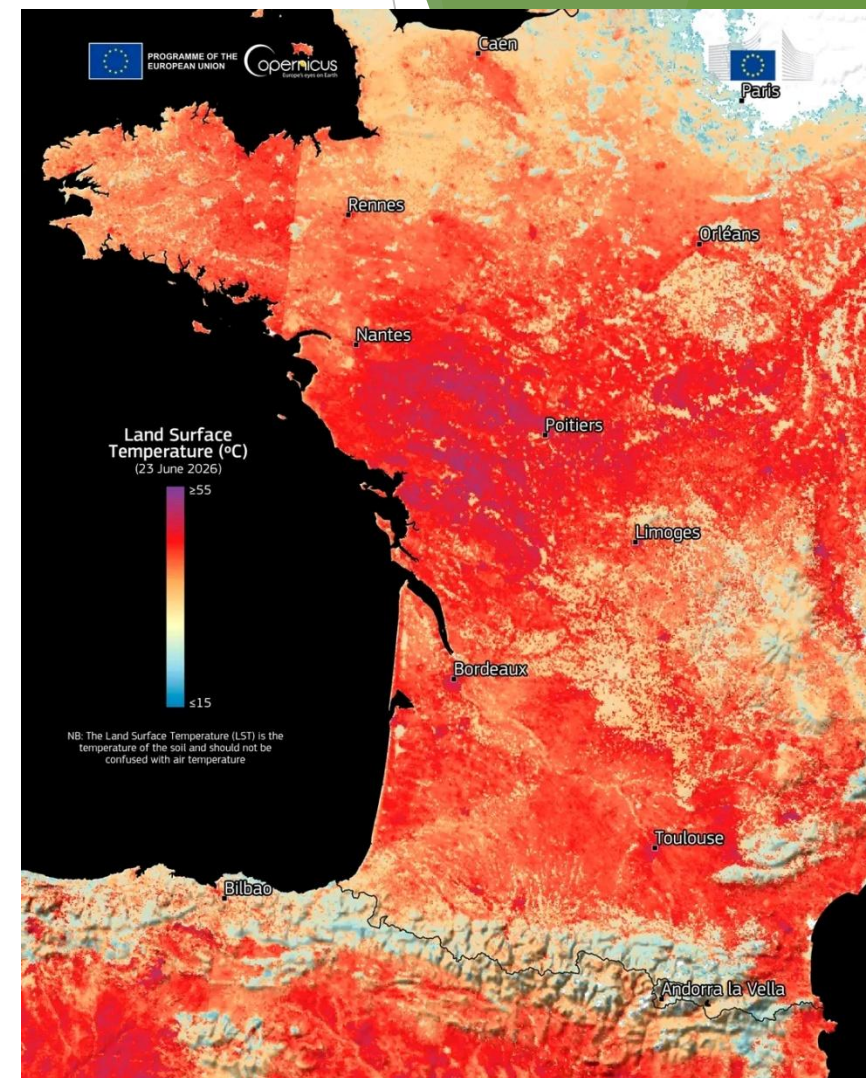 PROGRAMME OF THE
EUROPEAN UNION
Copernicus
Europe's eyes on Earth
Caen
Paris
Rennes
Orléans
Nantes
Poitiers
Land Surface
Temperature (ºC)
(23 June 2026)
≥55
≤15
Limoges
Bordeaux
NB: The Land Surface Temperature (LST) is the
temperature of the soil and should not be
confused with air temperature
Toulouse
Bilbao
Andorra la Vella